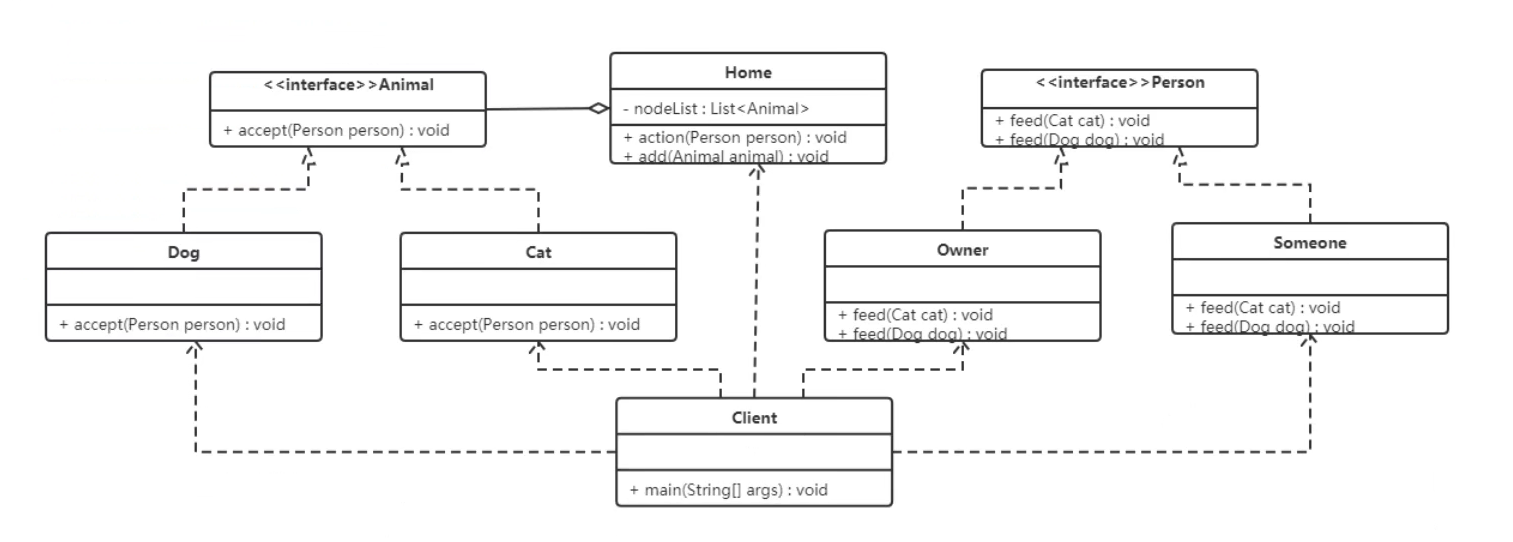 <<interface>>Animal
+ accept(Person person) : void
Home
- nodeList : List<Animal>
+ action(Person person) : void
+ add(Animal animal) : void
<<interface>>Person
+ feed(Cat cat) : void
+ feed(Dog dog) : void
Dog
+ accept(Person person) : void
Cat
+ accept(Person person) : void
Owner
+ feed(Cat cat) : void
+ feed(Dog dog) : void
Someone
+ feed(Cat cat) : void
+ feed(Dog dog) : void
Client
+ main(String[] args) : void